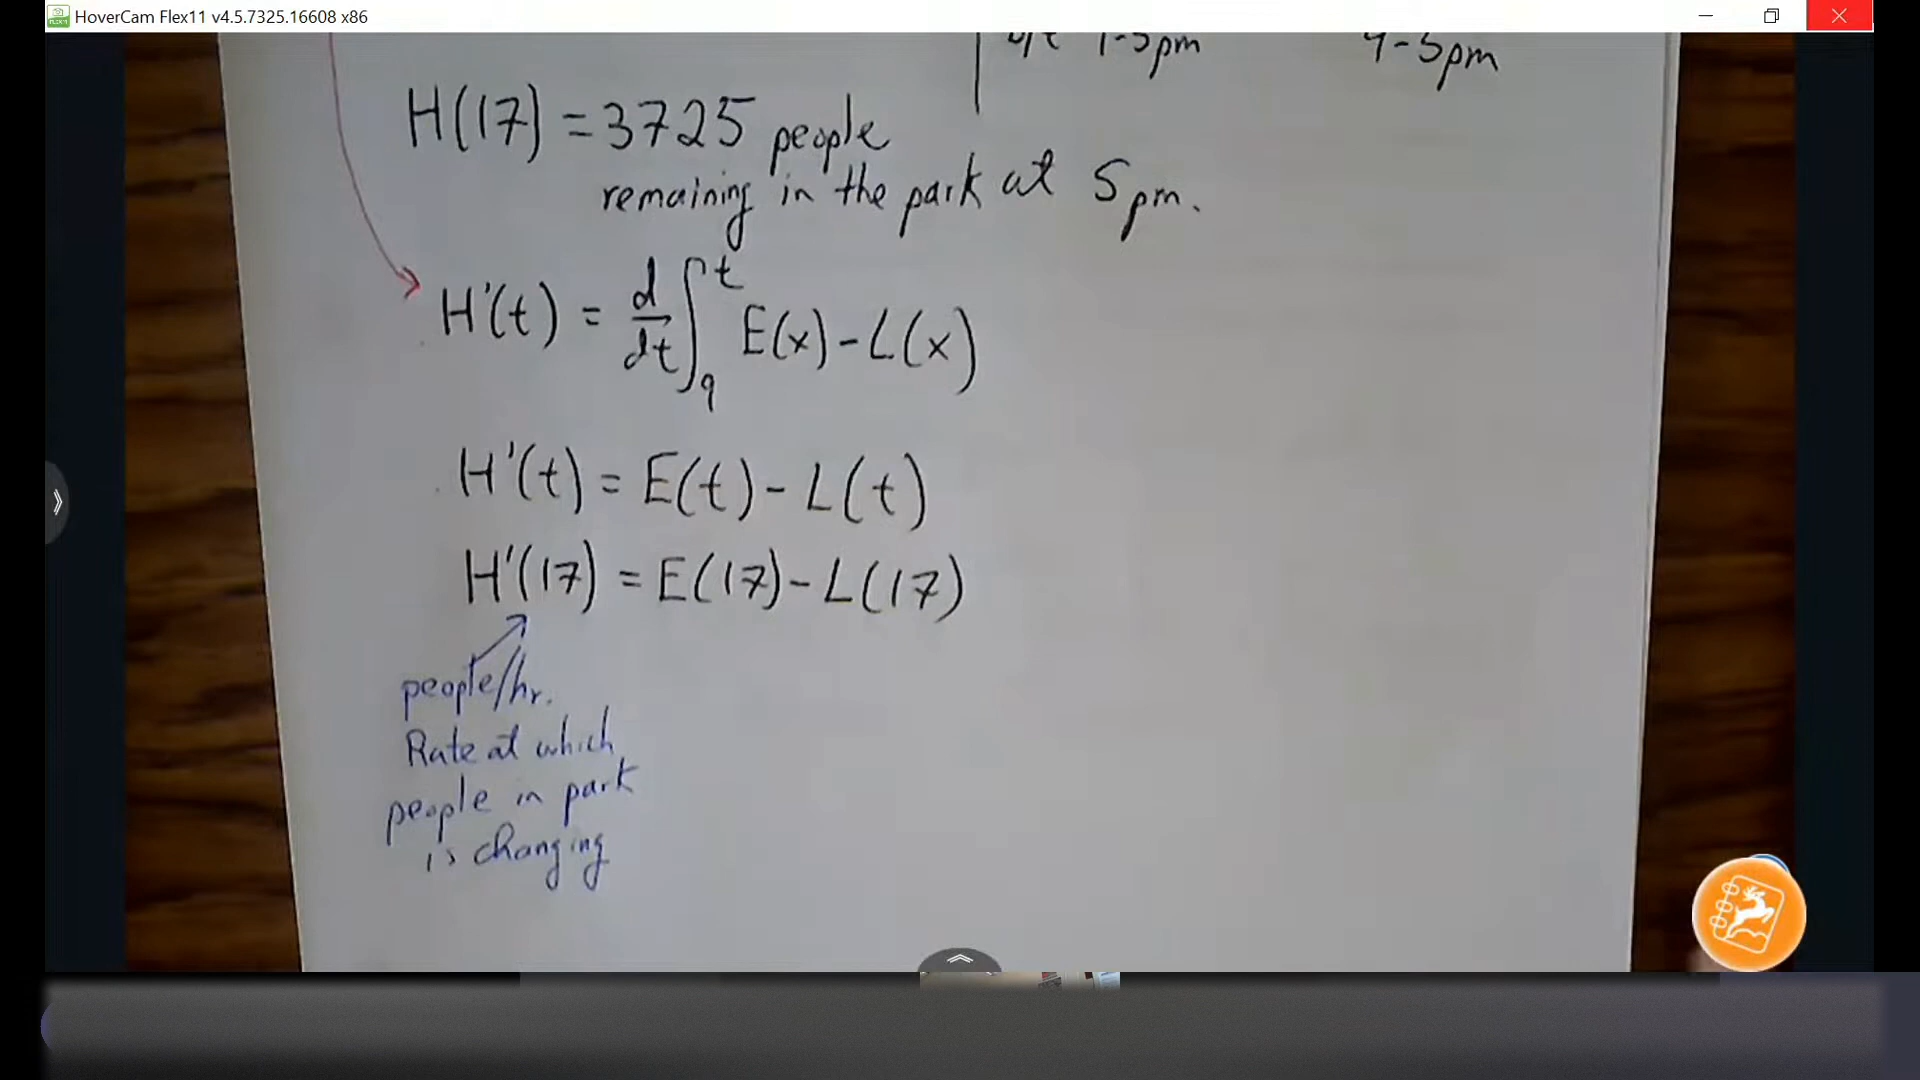 HoverCam Flex11 v4.5.7325.16608 x86
1-5pm 4-5pm
H(17) = 3725 people
remaining in the park at 5pm.
H'(t) = d/dt ∫₉ᵗ E(x) - L(x)
H'(t) = E(t) - L(t)
H'(17) = E(17) - L(17)
people/hr.
Rate at which
people in park
is changing